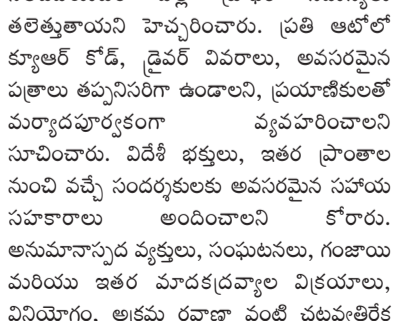 తలెత్తుతాయని హెచ్చరించారు. ప్రతి ఆటోలో
క్యూఆర్ కోడ్, డ్రైవర్ వివరాలు, అవసరమైన
పత్రాలు తప్పనిసరిగా ఉండాలని, ప్రయాణికులతో
మర్యాదపూర్వకంగా వ్యవహరించాలని
సూచించారు. విదేశీ భక్తులు, ఇతర ప్రాంతాల
నుంచి వచ్చే సందర్శకులకు అవసరమైన సహాయ
సహకారాలు అందించాలని కోరారు.
అనుమానాస్పద వ్యక్తులు, సంఘటనలు, గంజాయి
మరియు ఇతర మాదకద్రవ్యాల విక్రయాలు,
వినియోగం, అక్రమ రవాణా వంటి చట్టవ్యతిరేక